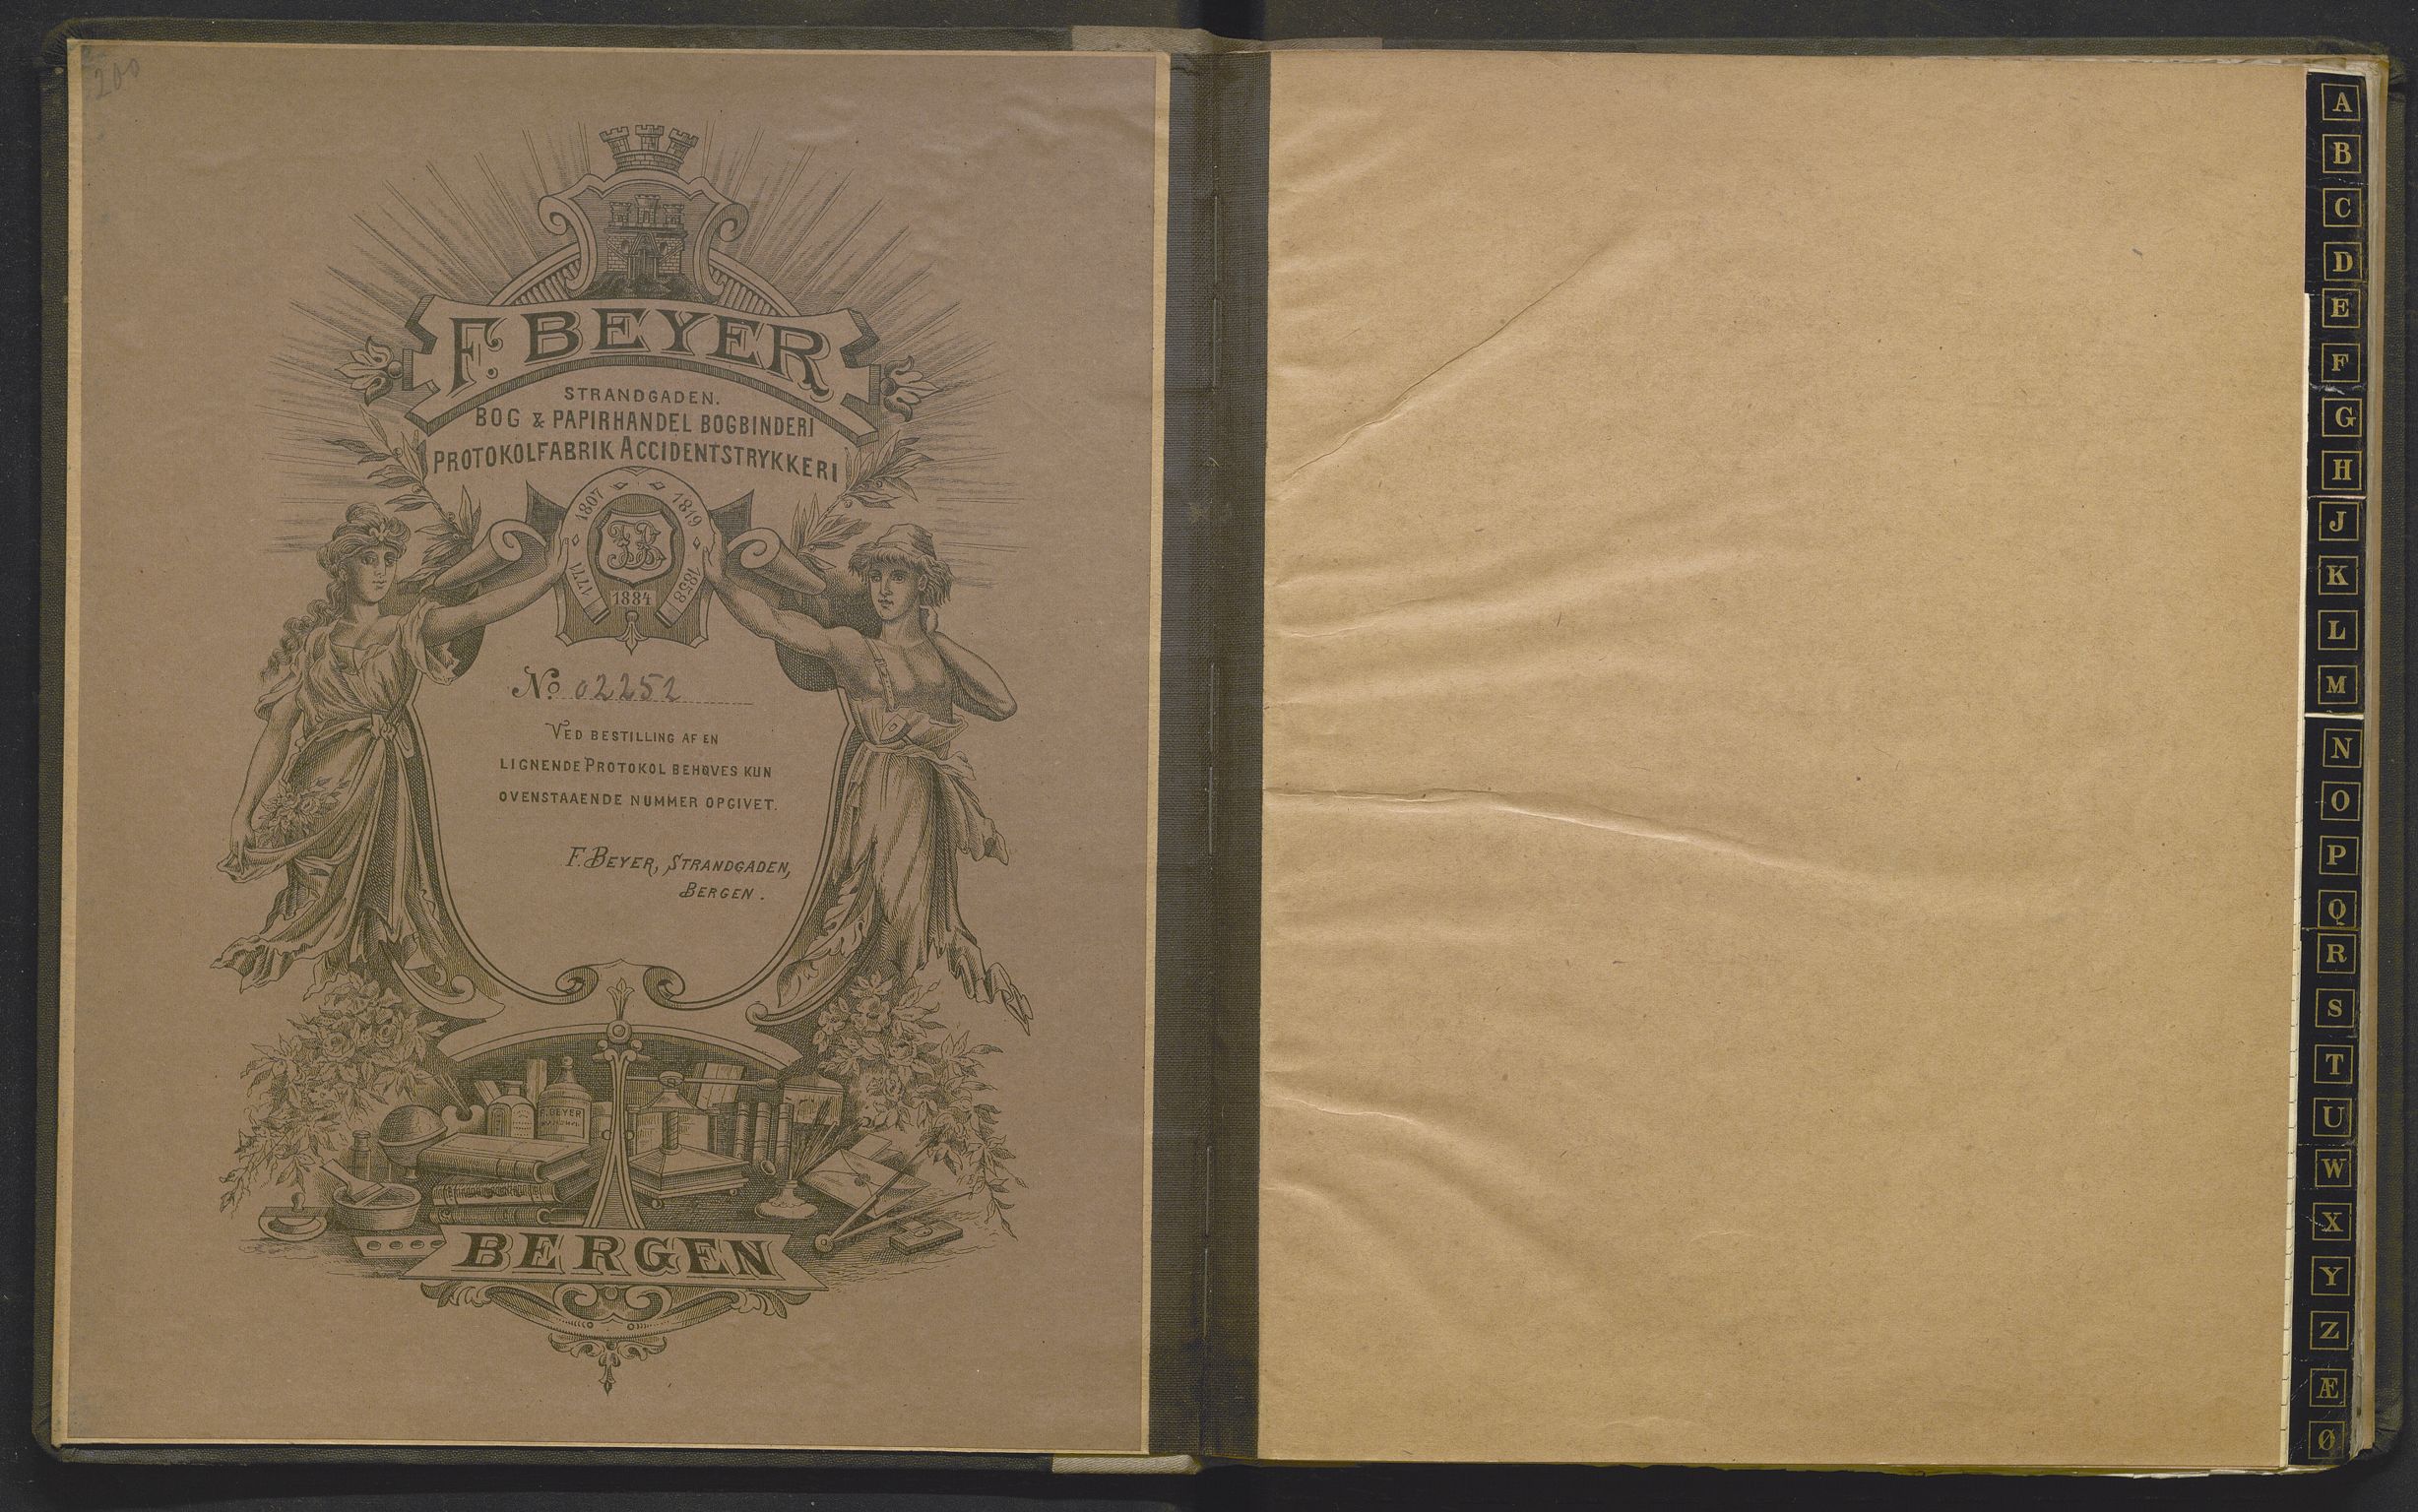 200
F. BEYER
STRANDGADEN.
BOG & PAPIRHANDEL BOGBINDERI
PROTOKOLFABRIK ACCIDENTSTRYKKERI
1771 1807 1819 1858
1884
No. 02252
VED BESTILLING AF EN
LIGNENDE PROTOKOL BEHØVES KUN
OVENSTAAENDE NUMMER OPGIVET.
F. BEYER, STRANDGADEN,
BERGEN.
F. BEYER
BERGEN
A
B
C
D
E
F
G
H
J
K
L
M
N
O
P
Q
R
S
T
U
W
X
Y
Z
Æ
Ø